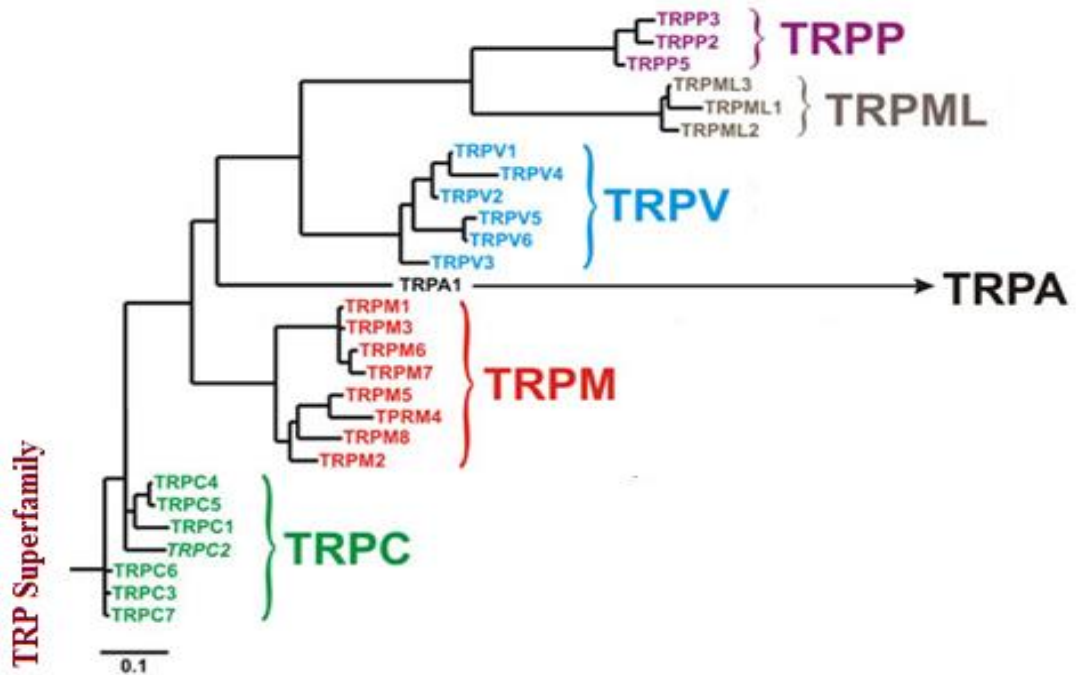 TRPP3
TRPP2
TRPP5
TRPP
TRPML3
TRPML1
TRPML2
TRPML
TRPV1
TRPV4
TRPV2
TRPV5
TRPV6
TRPV3
TRPV
TRPA1
TRPA
TRPM1
TRPM3
TRPM6
TRPM7
TRPM5
TPRM4
TRPM8
TRPM2
TRPM
TRPC4
TRPC5
TRPC1
TRPC2
TRPC6
TRPC3
TRPC7
TRPC
TRP Superfamily
0.1